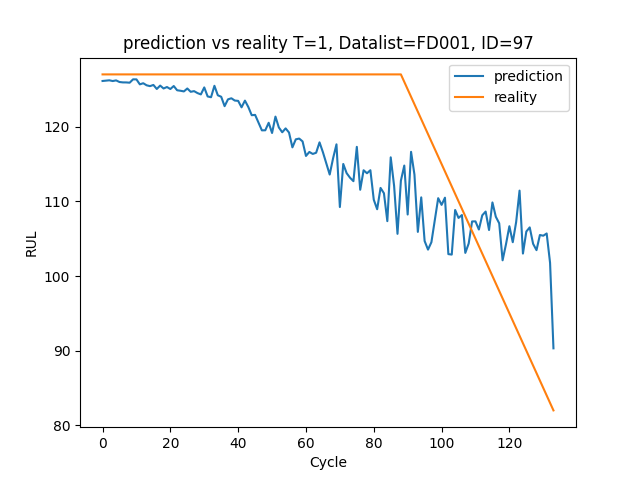 prediction vs reality T=1, Datalist=FD001, ID=97
prediction
reality
RUL
120
110
100
90
80
0
20
40
60
80
100
120
Cycle